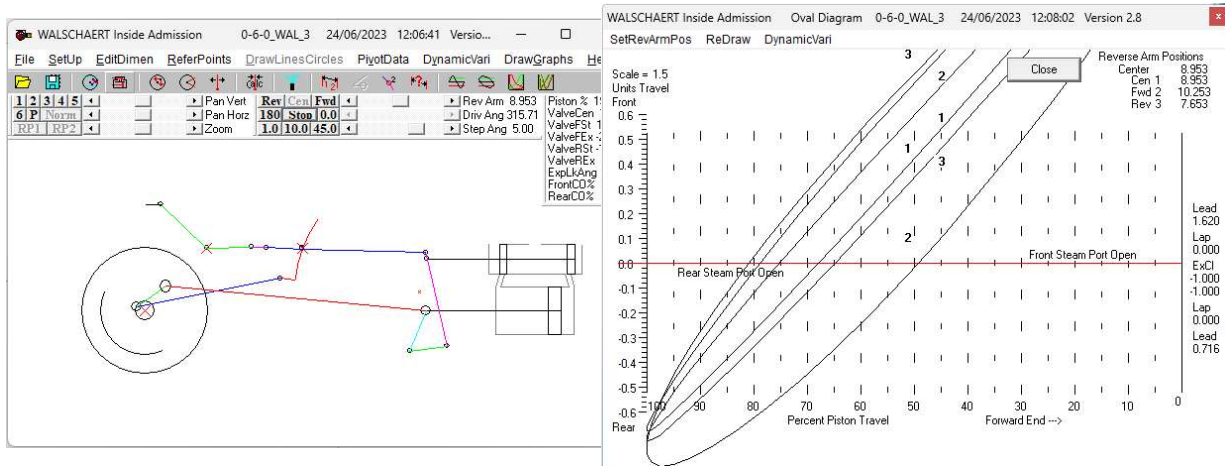 WALSCHAERT Inside Admission 0-6-0_WAL_3 24/06/2023 12:06:41 Versio...
File SetUp EditDimen ReferPoints DrawLinesCircles PivotData DynamicVari DrawGraphs He
1 2 3 4 5 Pan Vert Rev Cen Fwd Rev Arm 8.953
6 P Norm Pan Horz 180 Stop 0.0 Driv Ang 315.71
RP1 RP2 Zoom 1.0 10.0 45.0 Step Ang 5.00
Piston %
ValveCen
ValveFSt
ValveFEx
ValveRSt
ValveREx
ExpLkAng
FrontCO%
RearCO%
WALSCHAERT Inside Admission Oval Diagram 0-6-0_WAL_3 24/06/2023 12:08:02 Version 2.8
SetRevArmPos ReDraw DynamicVari
Close
Reverse Arm Positions
Center 8.953
Cen 1 8.953
Fwd 2 10.253
Rev 3 7.653
Scale = 1.5
Units Travel
Front
0.6
0.5
0.4
0.3
0.2
0.1
0.0
-0.1
-0.2
-0.3
-0.4
-0.5
-0.6
Rear
3
2
1
1
3
2
Rear Steam Port Open
Front Steam Port Open
Lead
1.620
Lap
0.000
ExCl
-1.000
-1.000
Lap
0.000
Lead
0.716
100 90 80 70 60 50 40 30 20 10 0
Percent Piston Travel Forward End --->